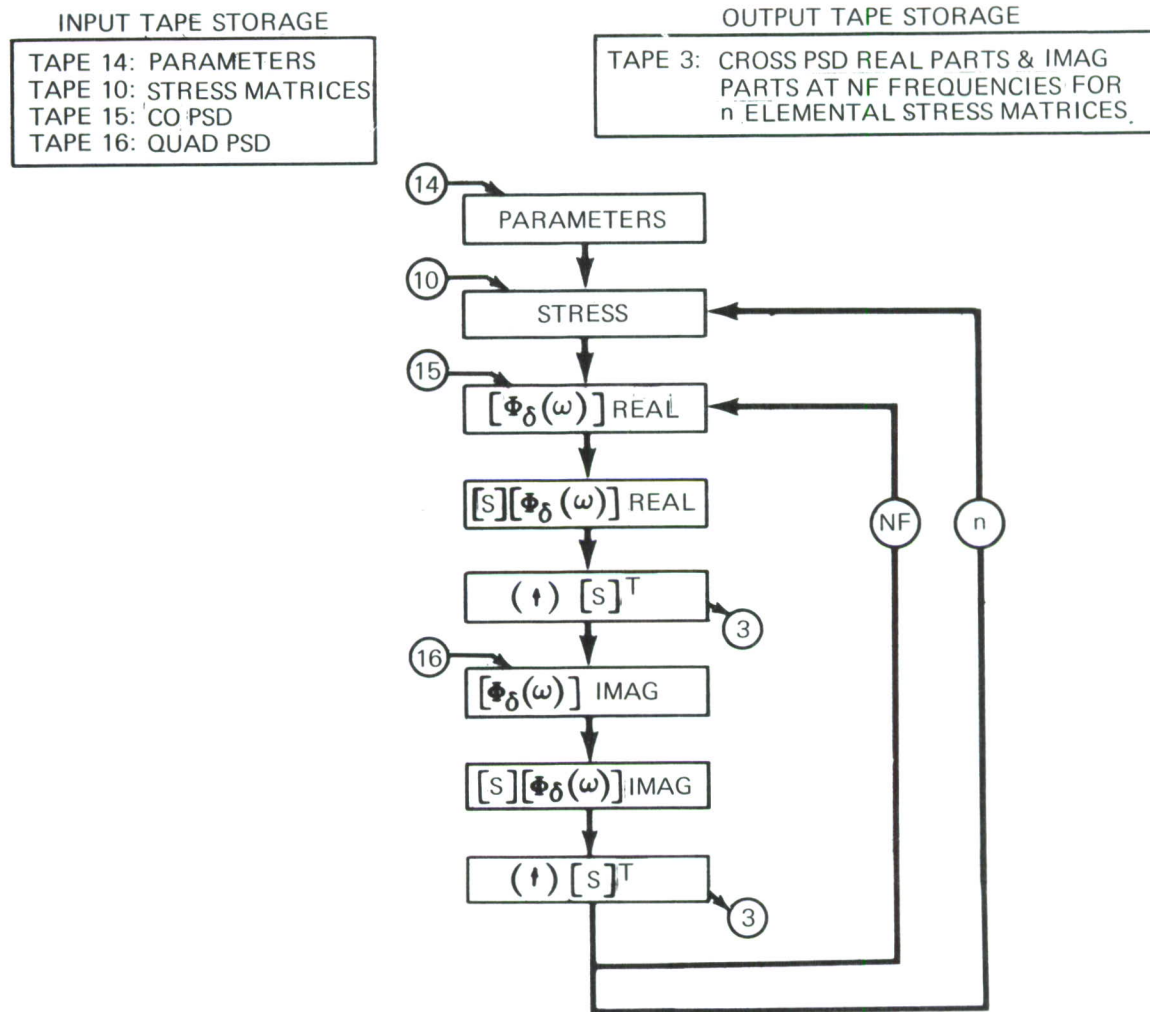 INPUT TAPE STORAGE
TAPE 14: PARAMETERS
TAPE 10: STRESS MATRICES
TAPE 15: CO PSD
TAPE 16: QUAD PSD
OUTPUT TAPE STORAGE
TAPE 3: CROSS PSD REAL PARTS & IMAG
PARTS AT NF FREQUENCIES FOR
n ELEMENTAL STRESS MATRICES.
14
PARAMETERS
10
STRESS
15
[Φδ(ω)] REAL
[S][Φδ(ω)] REAL
NF
n
(↑) [S]T
3
16
[Φδ(ω)] IMAG
[S][Φδ(ω)] IMAG
(↑) [S]T
3